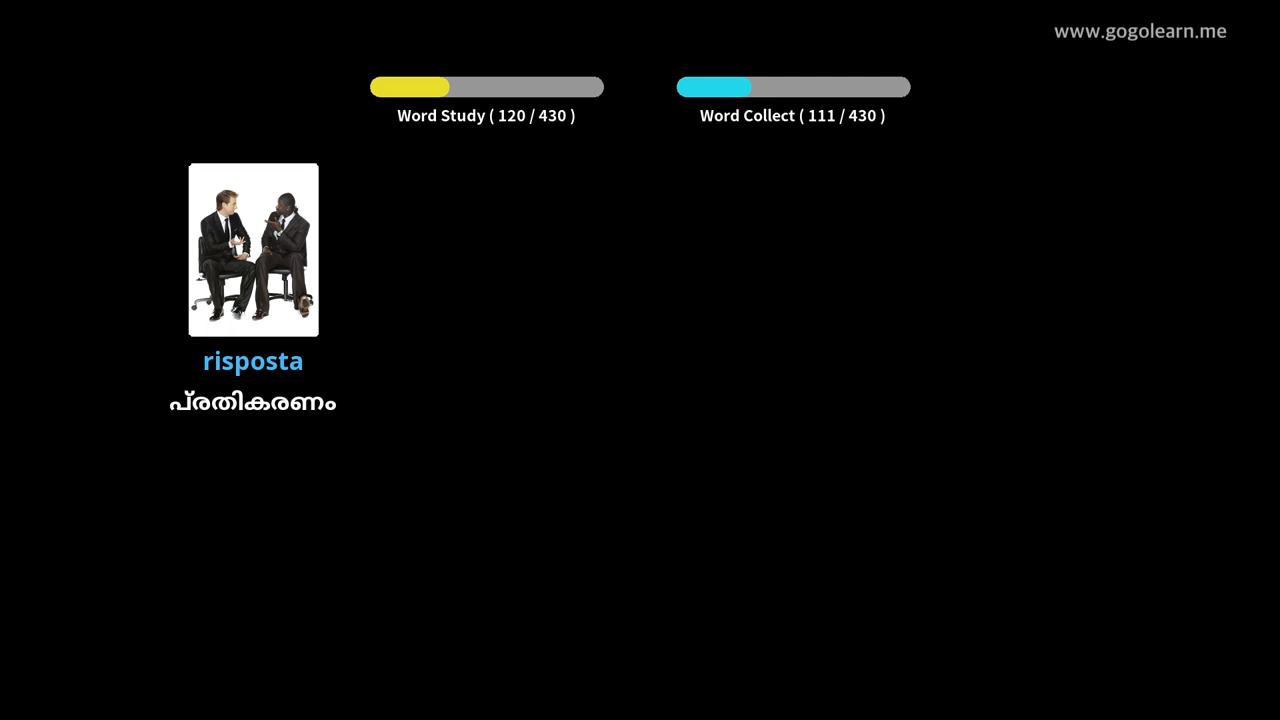 www.gogolearn.me
Word Study ( 120 / 430 )
Word Collect ( 111 / 430 )
risposta
പ്രതികരണം